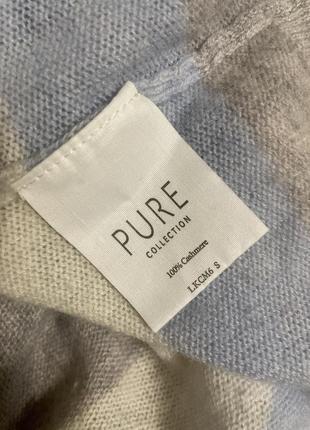 PURE
COLLECTION
100% Cashmere
LKCM6 S